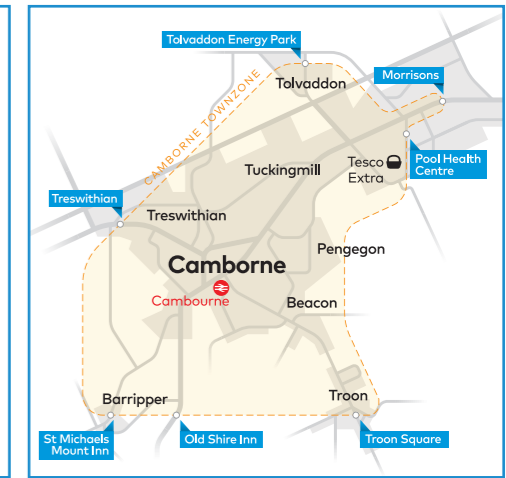 Tolvaddon Energy Park
Morrisons
Tolvaddon
CAMBORNE TOWNZONE
Tesco
Extra
Pool Health
Centre
Tuckingmill
Treswithian
Treswithian
Pengegon
Camborne
Cambourne
Beacon
Barripper
Troon
St Michaels
Mount Inn
Old Shire Inn
Troon Square